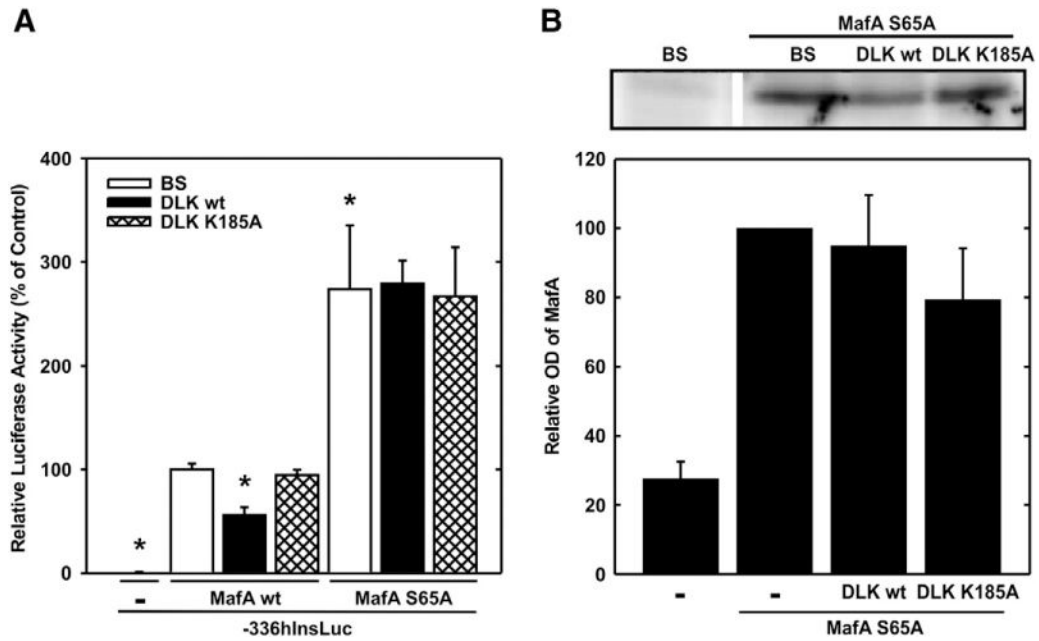 A
Relative Luciferase Activity (% of Control)
400
300
200
100
0
BS
DLK wt
DLK K185A
*
*
*
-
MafA wt
MafA S65A
-336hInsLuc
B
MafA S65A
BS
BS
DLK wt
DLK K185A
Relative OD of MafA
120
100
80
60
40
20
0
-
-
DLK wt
DLK K185A
MafA S65A